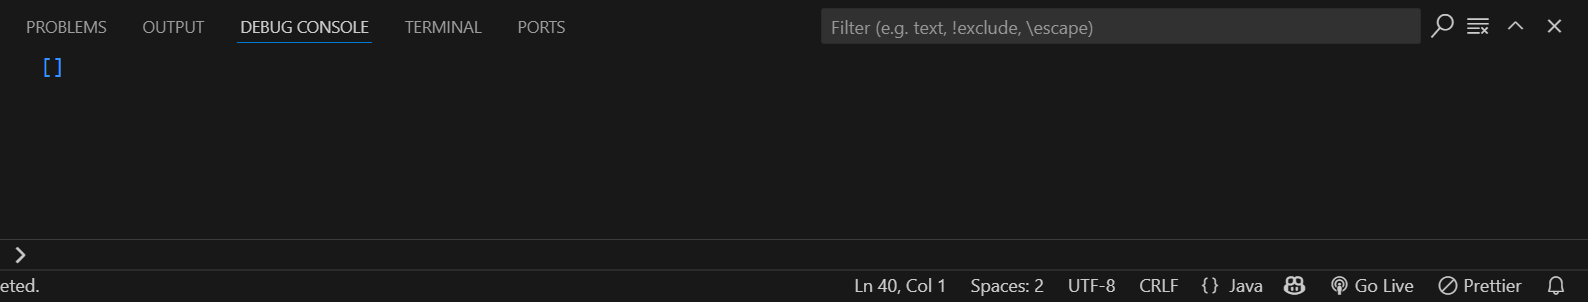 PROBLEMS OUTPUT DEBUG CONSOLE TERMINAL PORTS Filter (e.g. text, !exclude, \escape)
[]
eted. Ln 40, Col 1 Spaces: 2 UTF-8 CRLF {} Java Go Live Prettier